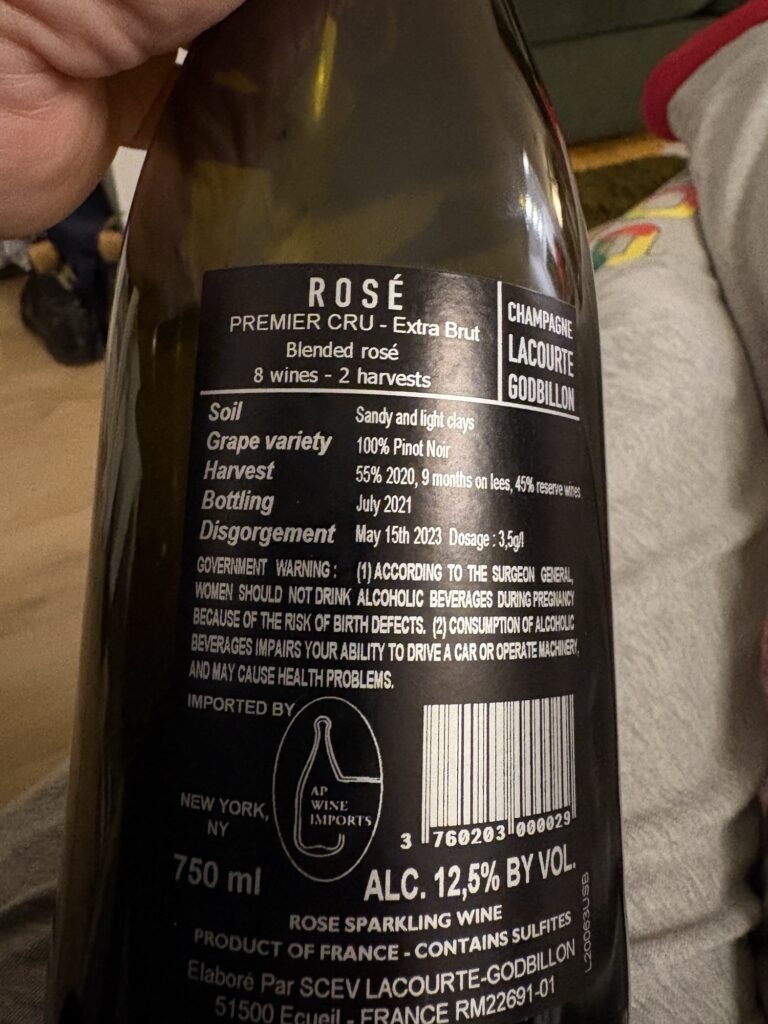 ROSÉ
PREMIER CRU - Extra Brut
Blended rosé
8 wines - 2 harvests
CHAMPAGNE
LACOURTE
GODBILLON
Soil Sandy and light clays
Grape variety 100% Pinot Noir
Harvest 55% 2020, 9 months on lees, 45% reserve wines
Bottling July 2021
Disgorgement May 15th 2023 Dosage : 3,5g/l
GOVERNMENT WARNING : (1) ACCORDING TO THE SURGEON GENERAL,
WOMEN SHOULD NOT DRINK ALCOHOLIC BEVERAGES DURING PREGNANCY
BECAUSE OF THE RISK OF BIRTH DEFECTS. (2) CONSUMPTION OF ALCOHOLIC
BEVERAGES IMPAIRS YOUR ABILITY TO DRIVE A CAR OR OPERATE MACHINERY,
AND MAY CAUSE HEALTH PROBLEMS.
IMPORTED BY
AP
WINE
IMPORTS
NEW YORK,
NY
3 760203 000029
750 ml
ALC. 12,5% BY VOL.
ROSE SPARKLING WINE
PRODUCT OF FRANCE - CONTAINS SULFITES
Elaboré Par SCEV LACOURTE-GODBILLON
51500 Ecueil - FRANCE RM22691-01
L20063USB